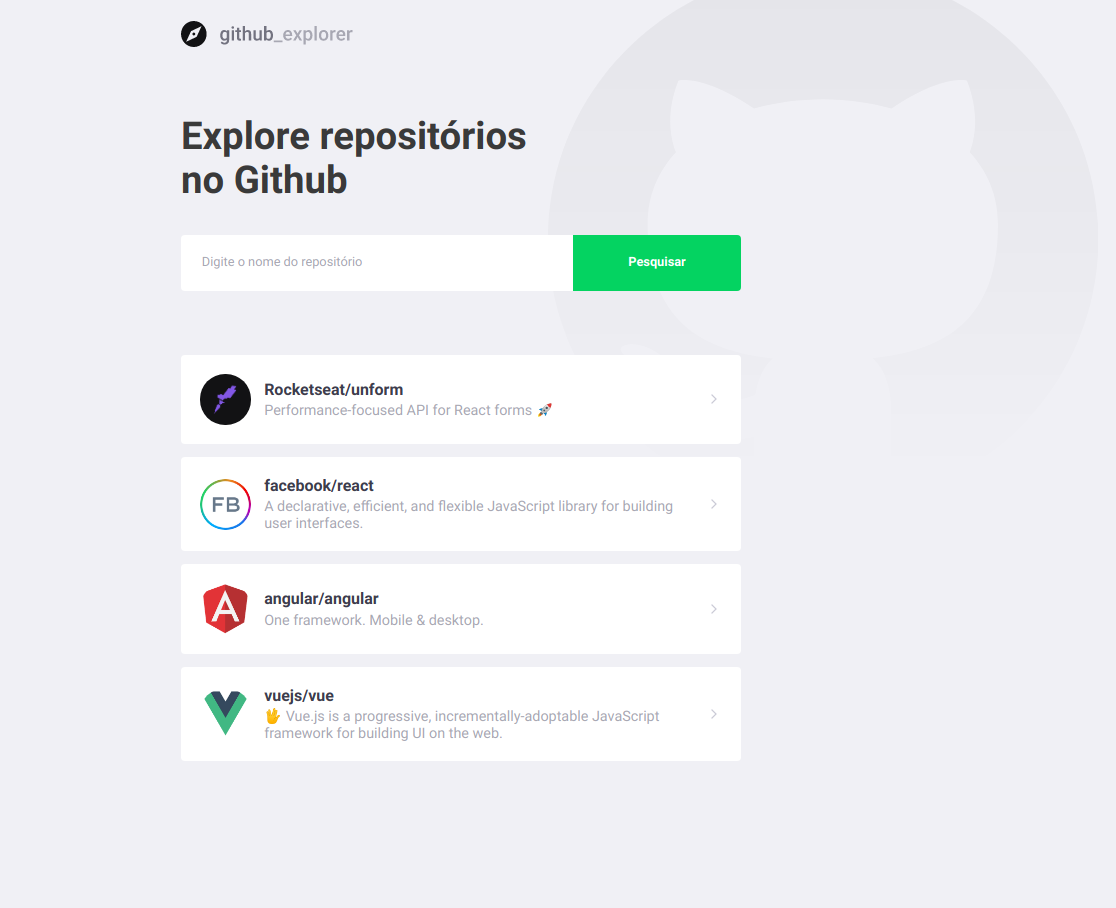 github_explorer
Explore repositórios
no Github
Digite o nome do repositório
Pesquisar
Rocketseat/unform
Performance-focused API for React forms 🚀
FB
facebook/react
A declarative, efficient, and flexible JavaScript library for building
user interfaces.
A
angular/angular
One framework. Mobile & desktop.
vuejs/vue
🖖 Vue.js is a progressive, incrementally-adoptable JavaScript
framework for building UI on the web.